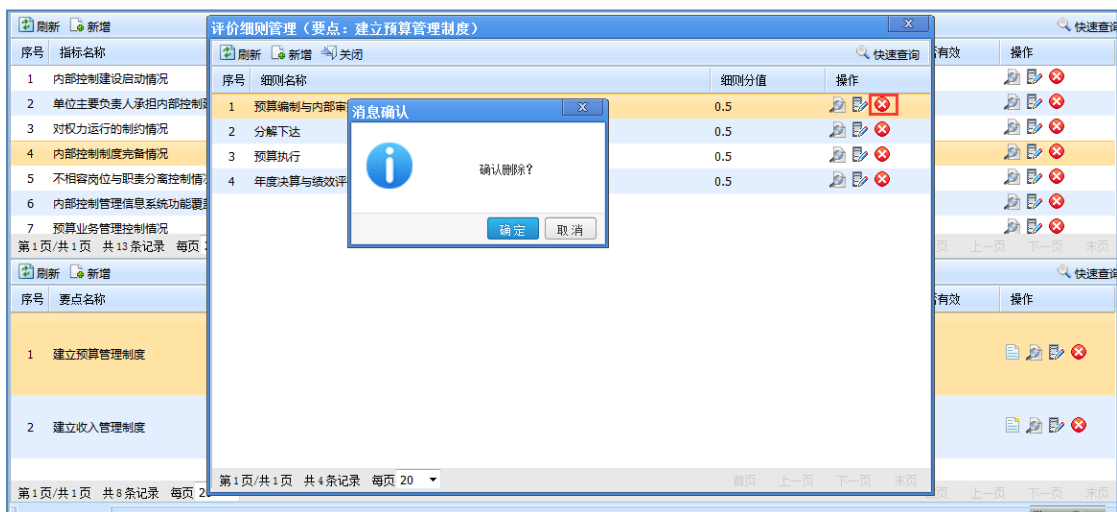 刷新 新增 快速查询
序号 指标名称 有效 操作
1 内部控制建设启动情况
2 单位主要负责人承担内部控制
3 对权力运行的制约情况
4 内部控制制度完备情况
5 不相容岗位与职责分离控制情
6 内部控制管理信息系统功能覆
7 预算业务管理控制情况
第1页/共1页 共13条记录 每页 页 上一页 下一页 末页
刷新 新增 快速查询
序号 要点名称 有效 操作
1 建立预算管理制度
2 建立收入管理制度
第1页/共1页 共8条记录 每页 2 页 上一页 下一页 末页
评价细则管理（要点：建立预算管理制度） X
刷新 新增 关闭 快速查询
序号 细则名称 细则分值 操作
1 预算编制与内部审 0.5
2 分解下达 0.5
3 预算执行 0.5
4 年度决算与绩效评 0.5
第1页/共1页 共4条记录 每页 20 首页 上一页 下一页 末页
消息确认 X
确认删除?
确定 取消